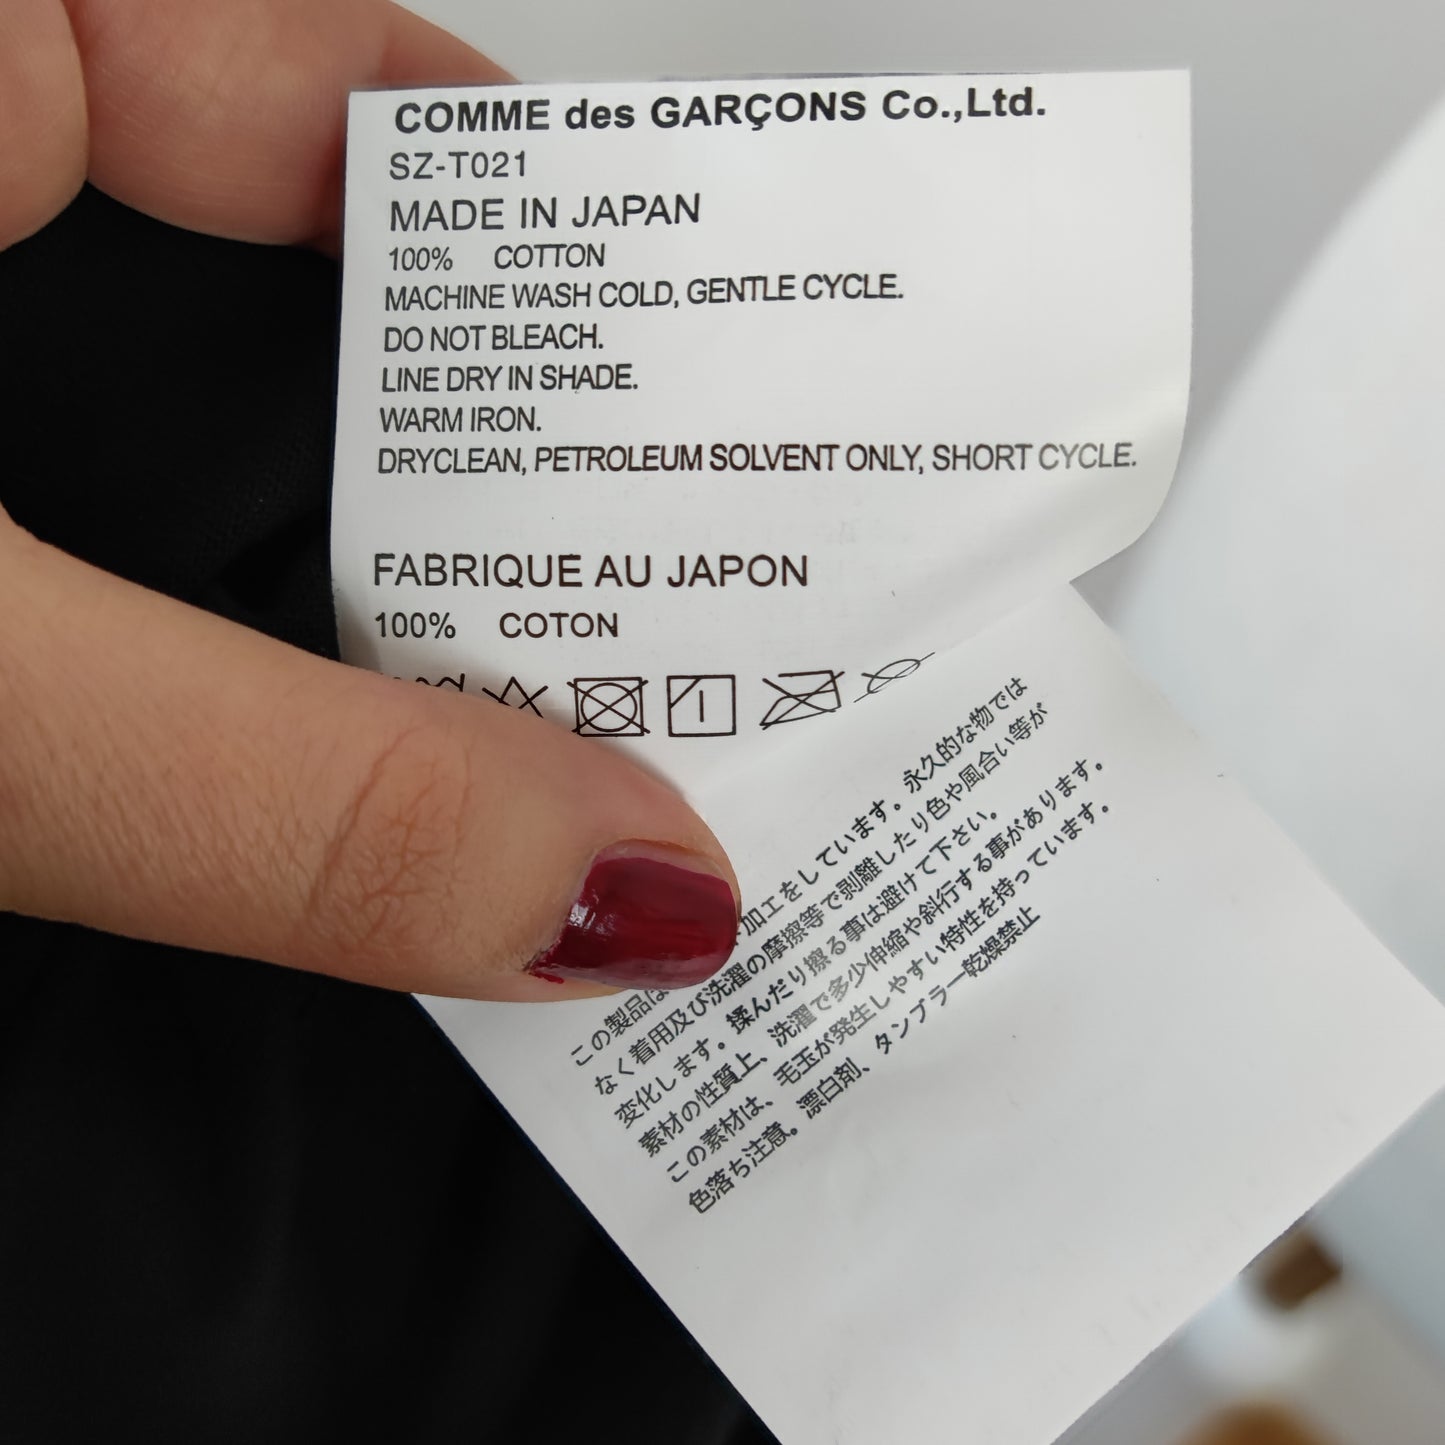 COMME des GARÇONS Co.,Ltd.
SZ-T021
MADE IN JAPAN
100% COTTON
MACHINE WASH COLD, GENTLE CYCLE.
DO NOT BLEACH.
LINE DRY IN SHADE.
WARM IRON.
DRYCLEAN, PETROLEUM SOLVENT ONLY, SHORT CYCLE.
FABRIQUE AU JAPON
100% COTON
この製品は 加工をしています。永久的な物では
なく着用及び洗濯の摩擦等で剥離したり色や風合い等が
変化します。揉んだり擦る事は避けて下さい。
素材の性質上、洗濯で多少伸縮や斜行する事があります。
この素材は、毛玉が発生しやすい特性を持っています。
色落ち注意。漂白剤、タンブラー乾燥禁止